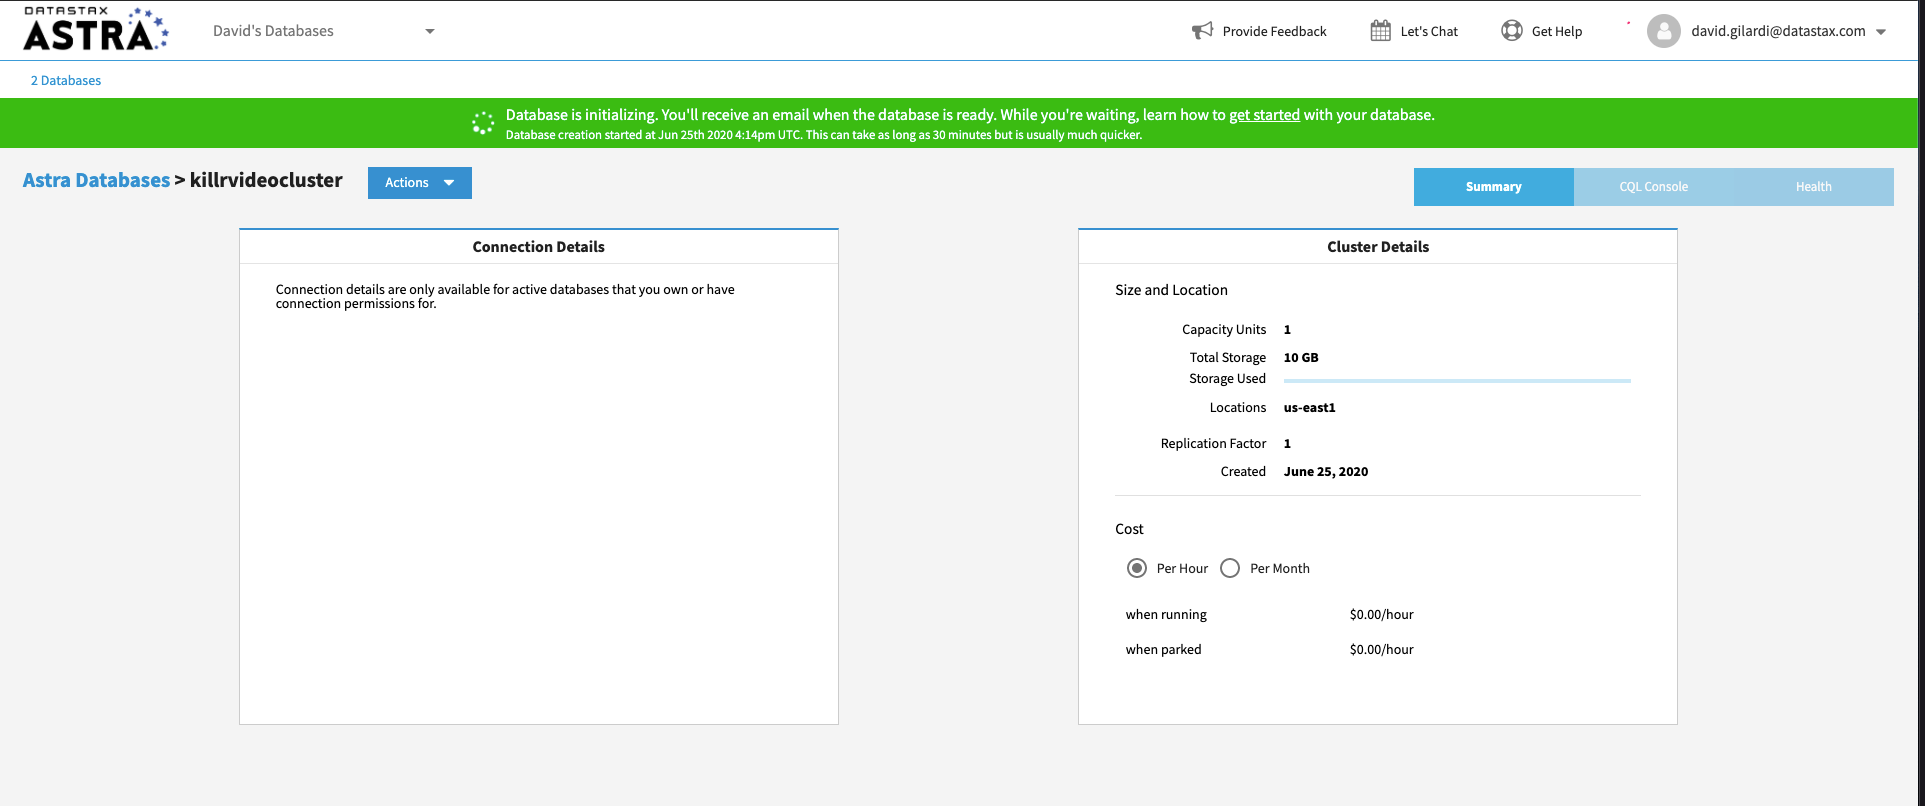 DATASTAX
ASTRA
David's Databases
Provide Feedback
Let's Chat
Get Help
david.gilardi@datastax.com
2 Databases
Database is initializing. You'll receive an email when the database is ready. While you're waiting, learn how to get started with your database.
Database creation started at Jun 25th 2020 4:14pm UTC. This can take as long as 30 minutes but is usually much quicker.
Astra Databases > killrvideocluster
Actions
Summary
CQL Console
Health
Connection Details
Connection details are only available for active databases that you own or have
connection permissions for.
Cluster Details
Size and Location
Capacity Units 1
Total Storage 10 GB
Storage Used
Locations us-east1
Replication Factor 1
Created June 25, 2020
Cost
Per Hour Per Month
when running $0.00/hour
when parked $0.00/hour